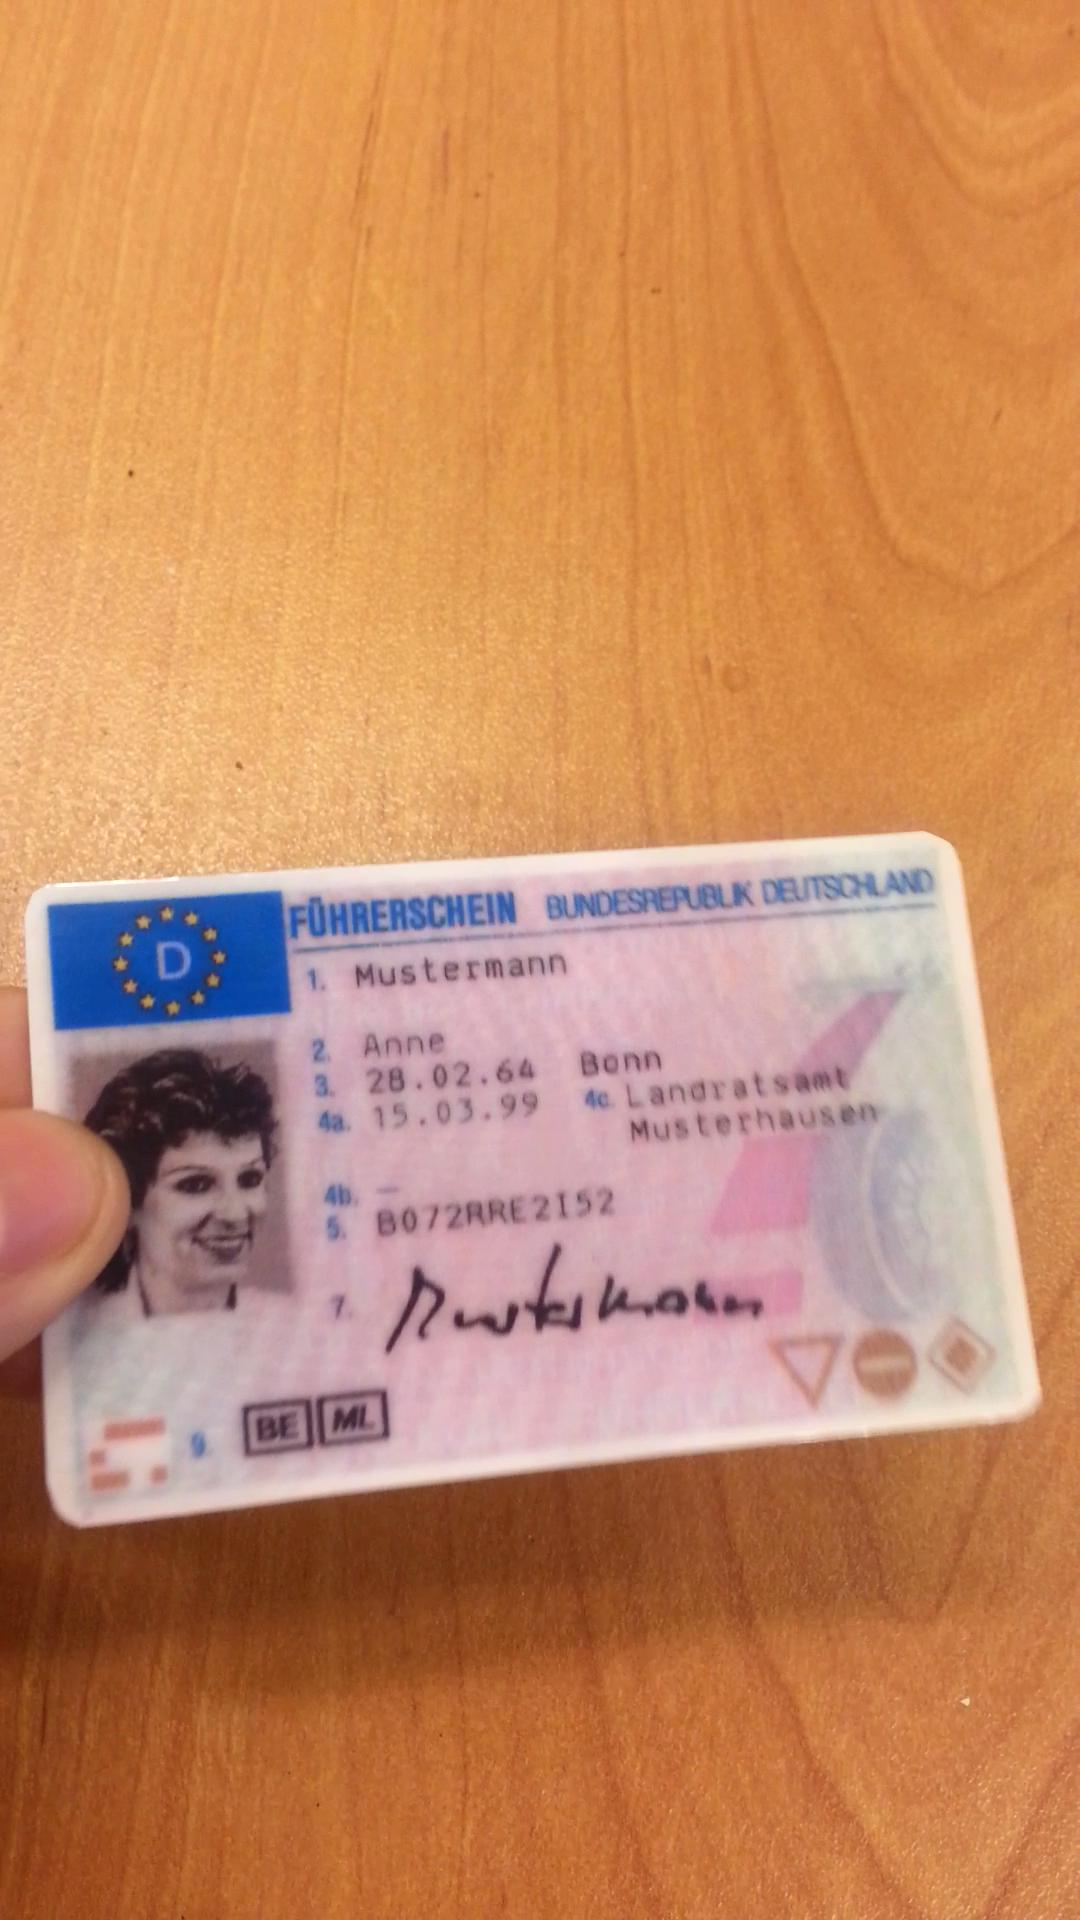 D
FÜHRERSCHEIN BUNDESREPUBLIK DEUTSCHLAND
1. Mustermann
2. Anne
3. 28.02.64 Bonn
4a. 15.03.99 4c. Landratsamt
Musterhausen
4b. –
5. B072RRE2I52
7. Mustermann
9. BE ML